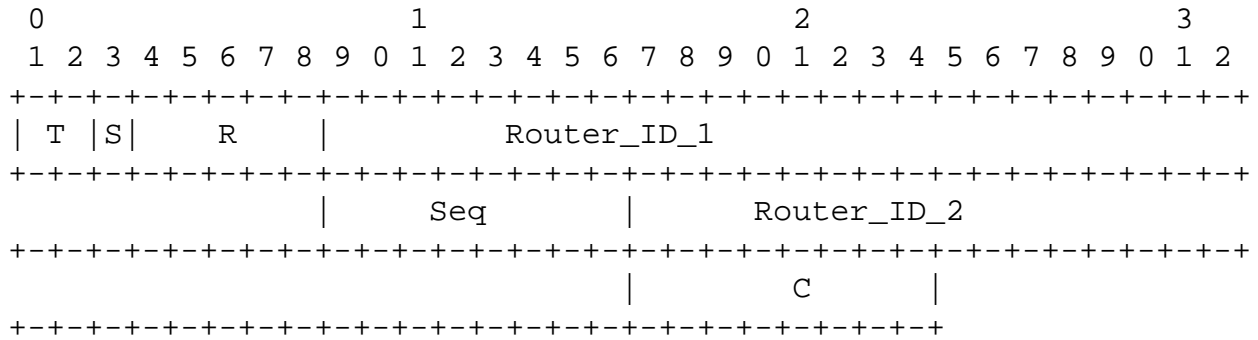 0                   1                   2                   3
 1 2 3 4 5 6 7 8 9 0 1 2 3 4 5 6 7 8 9 0 1 2 3 4 5 6 7 8 9 0 1 2
+-+-+-+-+-+-+-+-+-+-+-+-+-+-+-+-+-+-+-+-+-+-+-+-+-+-+-+-+-+-+-+-+
| T |S|    R    |         Router_ID_1
+-+-+-+-+-+-+-+-+-+-+-+-+-+-+-+-+-+-+-+-+-+-+-+-+-+-+-+-+-+-+-+-+
                |     Seq       |      Router_ID_2
+-+-+-+-+-+-+-+-+-+-+-+-+-+-+-+-+-+-+-+-+-+-+-+-+-+-+-+-+-+-+-+-+
                                |        C      |
+-+-+-+-+-+-+-+-+-+-+-+-+-+-+-+-+-+-+-+-+-+-+-+-+